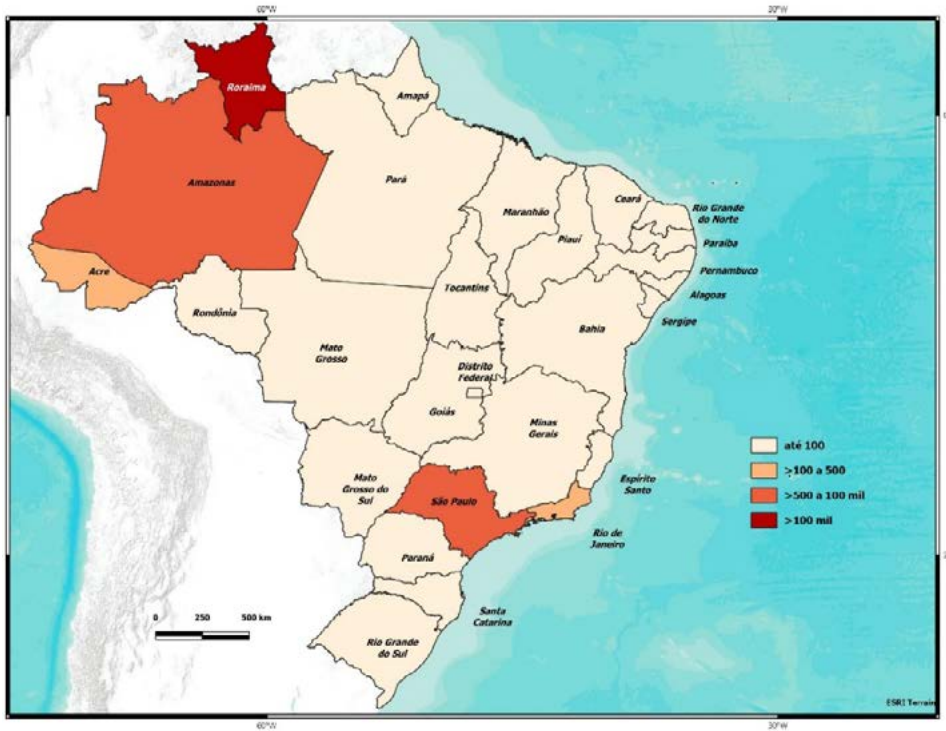 60°W
30°W
Roraima
Amapá
Amazonas
Pará
Maranhão
Ceará
Rio Grande
do Norte
Piauí
Paraíba
Acre
Pernambuco
Tocantins
Alagoas
Rondônia
Bahia
Sergipe
Mato
Grosso
Distrito
Federal
Goiás
Minas
Gerais
até 100
>100 a 500
>500 a 100 mil
>100 mil
Mato
Grosso do
Sul
São Paulo
Espírito
Santo
Rio de
Janeiro
Paraná
0 250 500 km
Santa
Catarina
Rio Grande
do Sul
ESRI Terrain
60°W
30°W